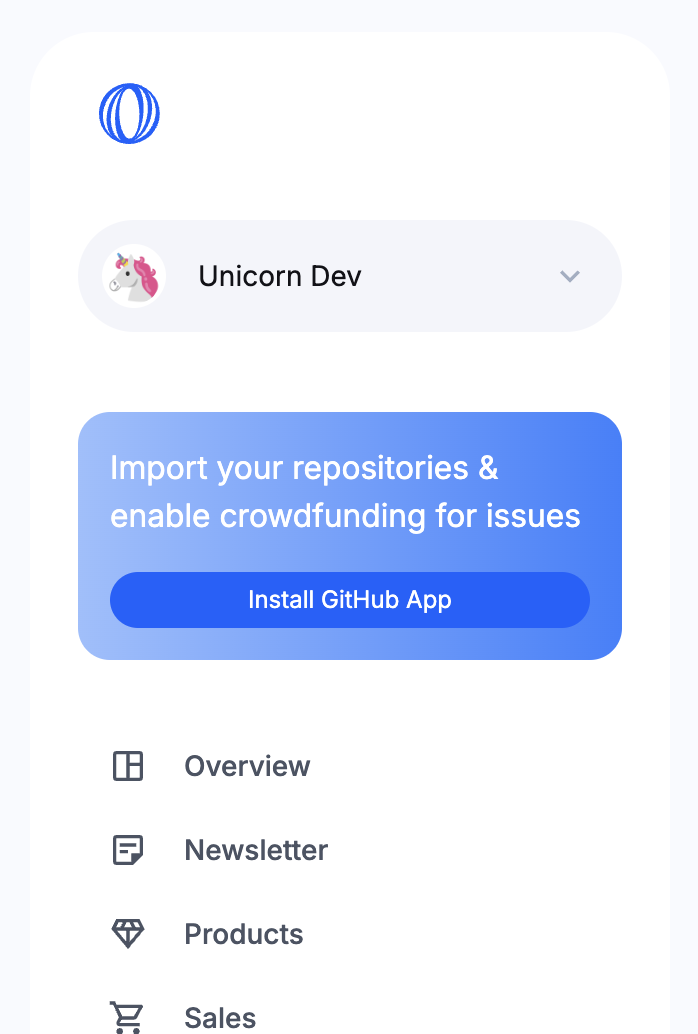 Unicorn Dev
Import your repositories &
enable crowdfunding for issues
Install GitHub App
Overview
Newsletter
Products
Sales